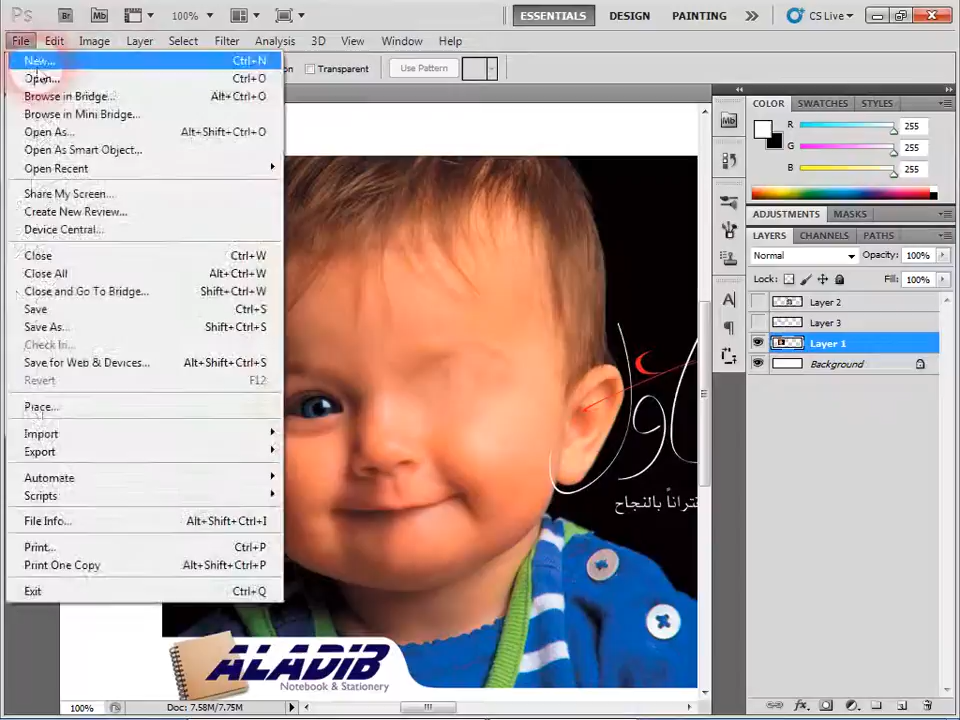 Ps Br Mb 100% ESSENTIALS DESIGN PAINTING CS Live
File Edit Image Layer Select Filter Analysis 3D View Window Help
Transparent Use Pattern
New... Ctrl+N
Open... Ctrl+O
Browse in Bridge... Alt+Ctrl+O
Browse in Mini Bridge...
Open As... Alt+Shift+Ctrl+O
Open As Smart Object...
Open Recent
Share My Screen...
Create New Review...
Device Central...
Close Ctrl+W
Close All Alt+Ctrl+W
Close and Go To Bridge... Shift+Ctrl+W
Save Ctrl+S
Save As... Shift+Ctrl+S
Check In...
Save for Web & Devices... Alt+Shift+Ctrl+S
Revert F12
Place...
Import
Export
Automate
Scripts
File Info... Alt+Shift+Ctrl+I
Print... Ctrl+P
Print One Copy Alt+Shift+Ctrl+P
Exit Ctrl+Q
بالنجاح
ALADIB
Notebook & Stationery
100% Doc: 7.58M/7.75M
Mb
COLOR SWATCHES STYLES
R 255
G 255
B 255
ADJUSTMENTS MASKS
LAYERS CHANNELS PATHS
Normal Opacity: 100%
Lock: Fill: 100%
Layer 2
Layer 3
Layer 1
Background